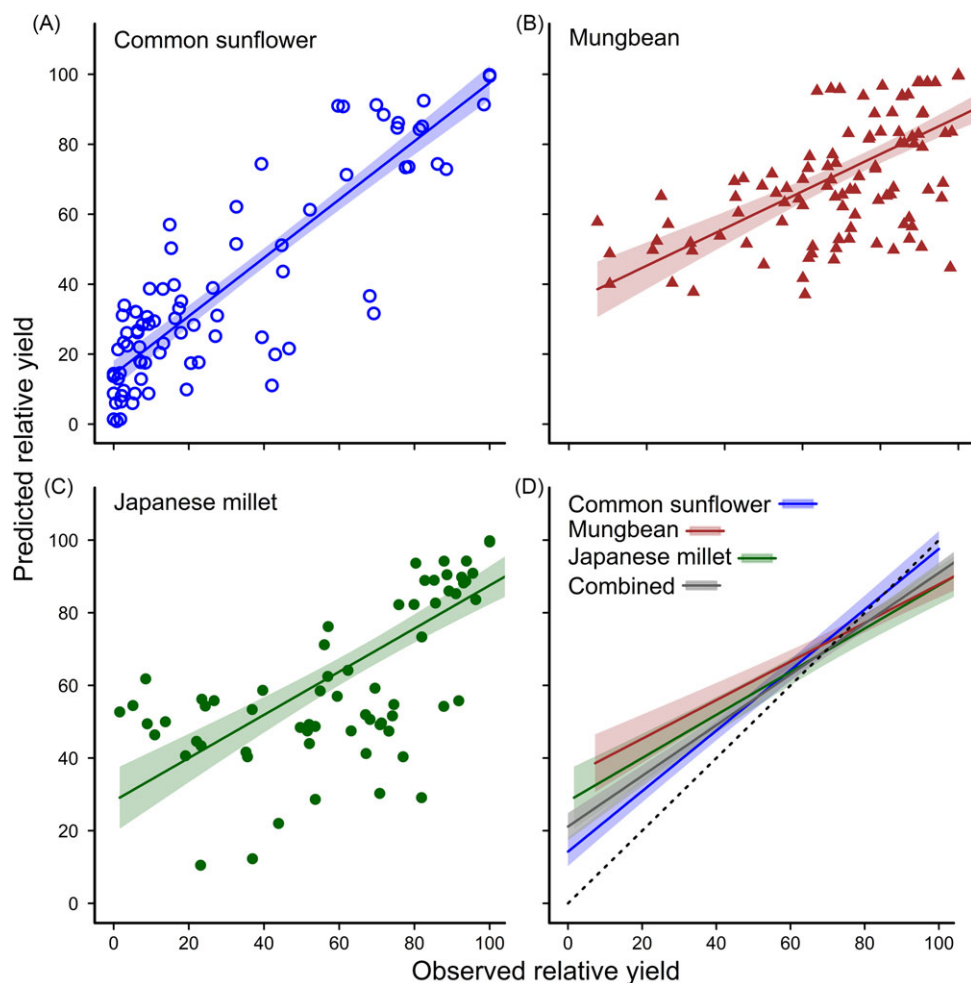 (A)
Common sunflower
100
80
60
40
20
0
(B)
Mungbean
(C)
Japanese millet
100
80
60
40
20
0
0 20 40 60 80 100
(D)
Common sunflower
Mungbean
Japanese millet
Combined
0 20 40 60 80 100
Predicted relative yield
Observed relative yield